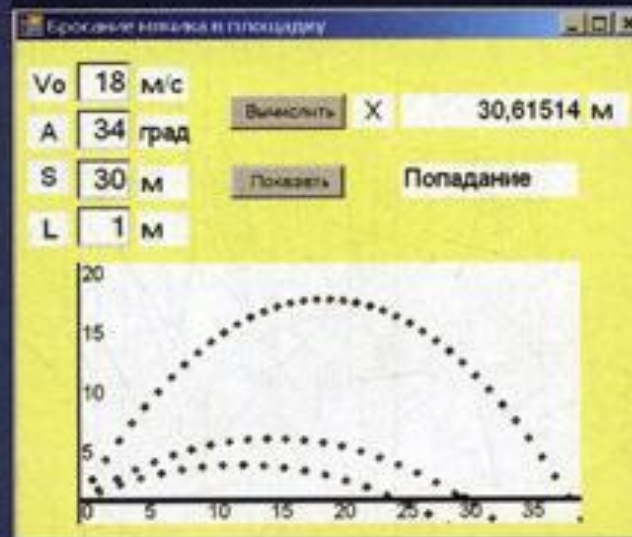 Бросание мячика в площадку
Vo 18 м/с
A 34 град
S 30 м
L 1 м
Вычислить X 30,61514 м
Показать Попадание
20
15
10
5
0 5 10 15 20 25 30 35